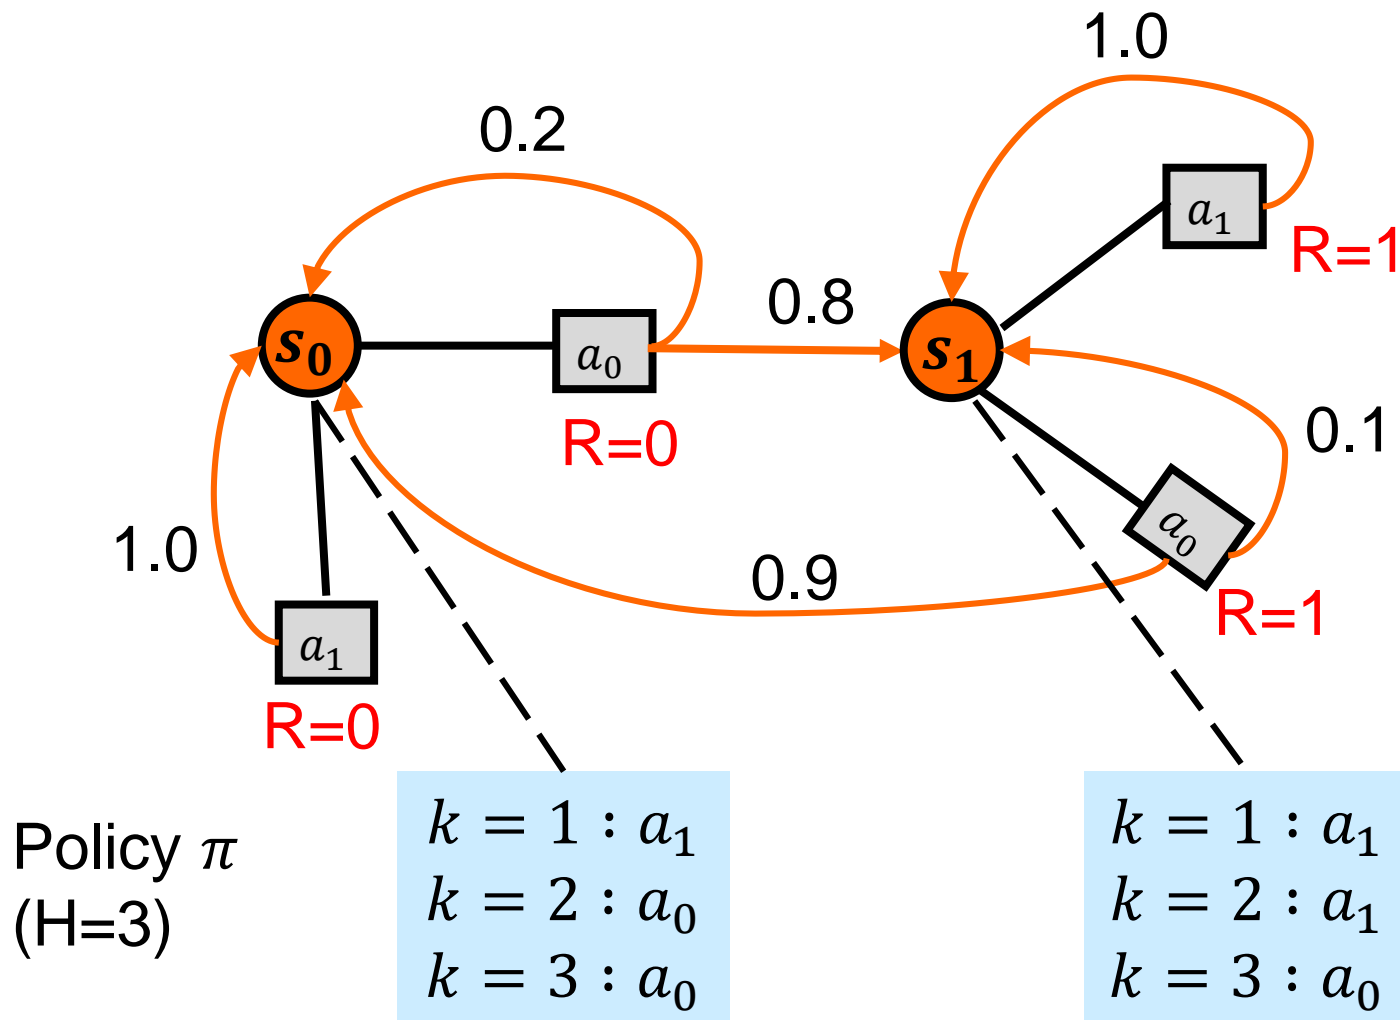 1.0
0.2
a₁
R=1
0.8
s₀
a₀
s₁
R=0
0.1
a₀
1.0
0.9
R=1
a₁
R=0
Policy π
(H=3)
k = 1 : a₁
k = 2 : a₀
k = 3 : a₀
k = 1 : a₁
k = 2 : a₁
k = 3 : a₀